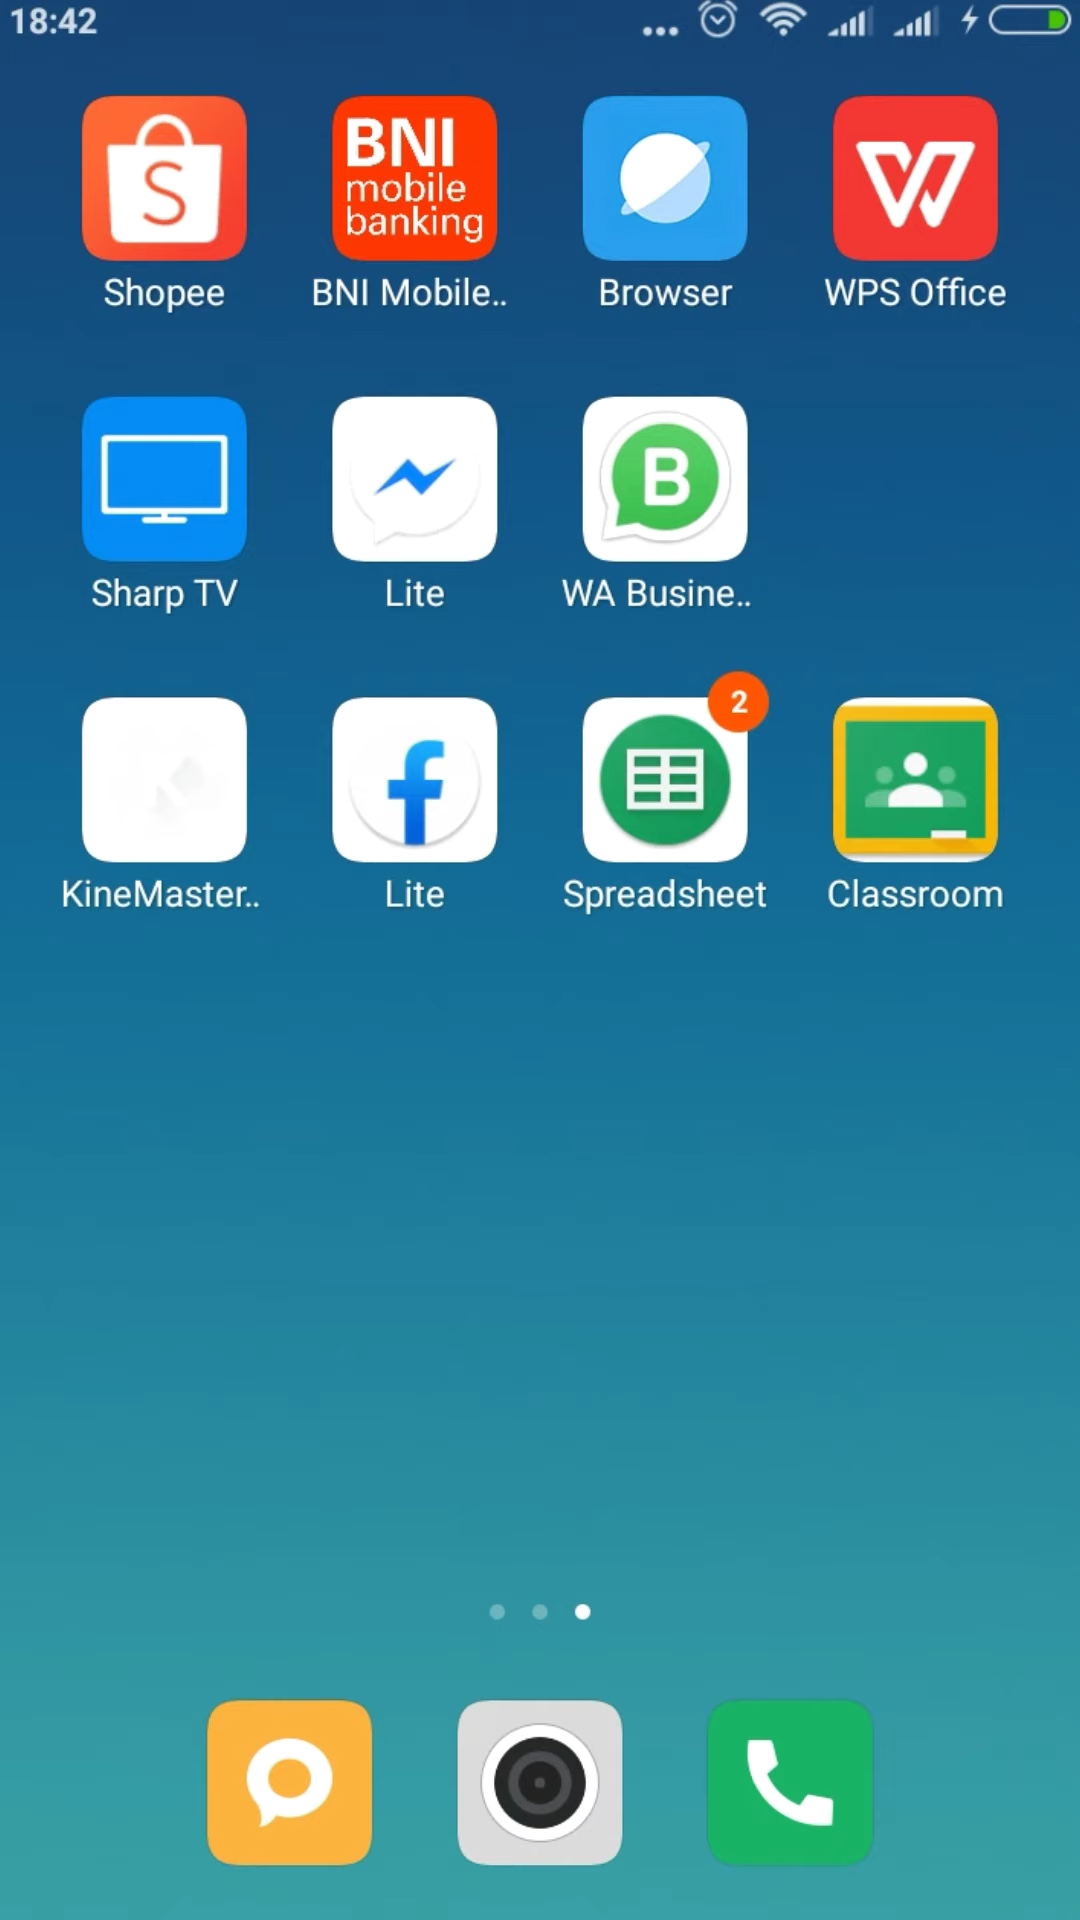 18:42
S
BNI
mobile
banking
W
Shopee
BNI Mobile..
Browser
WPS Office
B
Sharp TV
Lite
WA Busine..
2
f
KineMaster..
Lite
Spreadsheet
Classroom